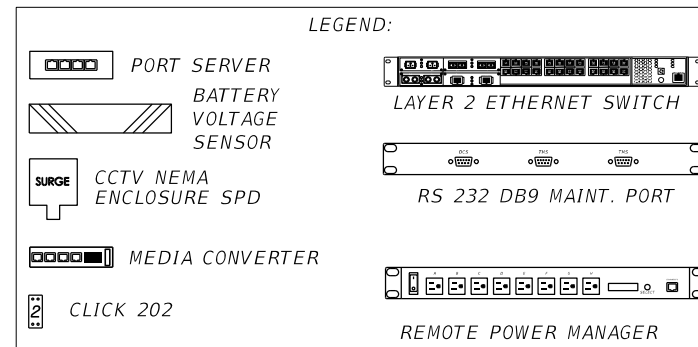 LEGEND:
PORT SERVER
BATTERY
VOLTAGE
SENSOR
SURGE
CCTV NEMA
ENCLOSURE SPD
MEDIA CONVERTER
2
CLICK 202
LAYER 2 ETHERNET SWITCH
DCS TMS TMS
RS 232 DB9 MAINT. PORT
A B C D E F G H
SELECT
REMOTE POWER MANAGER